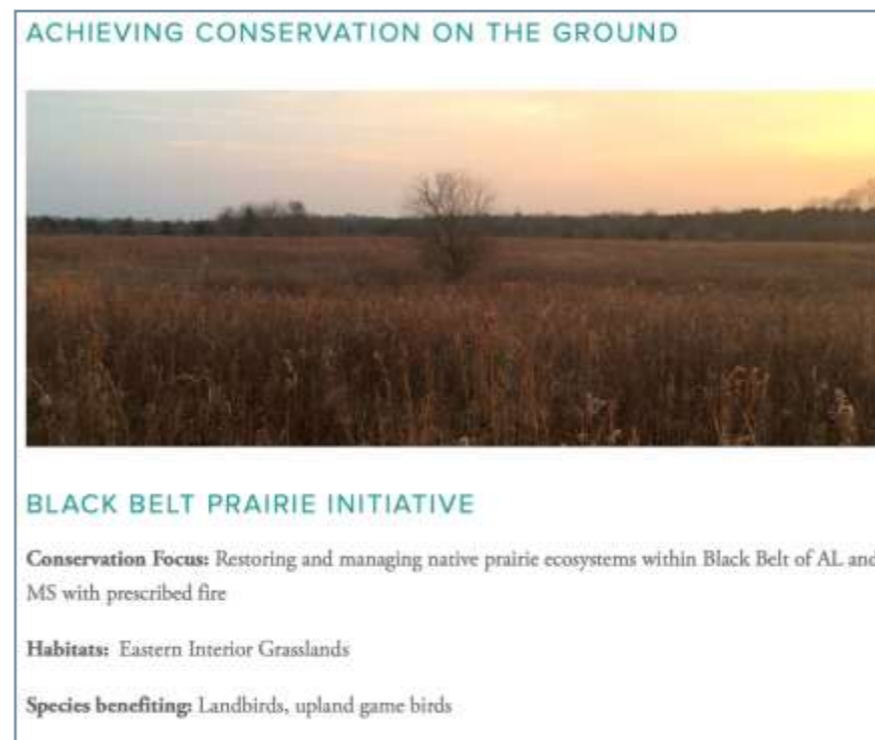 ACHIEVING CONSERVATION ON THE GROUND
BLACK BELT PRAIRIE INITIATIVE
Conservation Focus: Restoring and managing native prairie ecosystems within Black Belt of AL and
MS with prescribed fire
Habitats: Eastern Interior Grasslands
Species benefiting: Landbirds, upland game birds